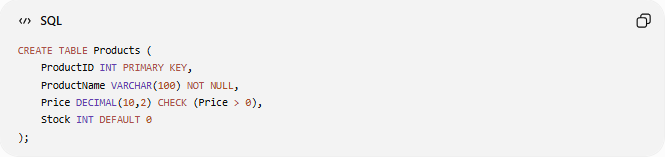 SQL
CREATE TABLE Products (
    ProductID INT PRIMARY KEY,
    ProductName VARCHAR(100) NOT NULL,
    Price DECIMAL(10,2) CHECK (Price > 0),
    Stock INT DEFAULT 0
);